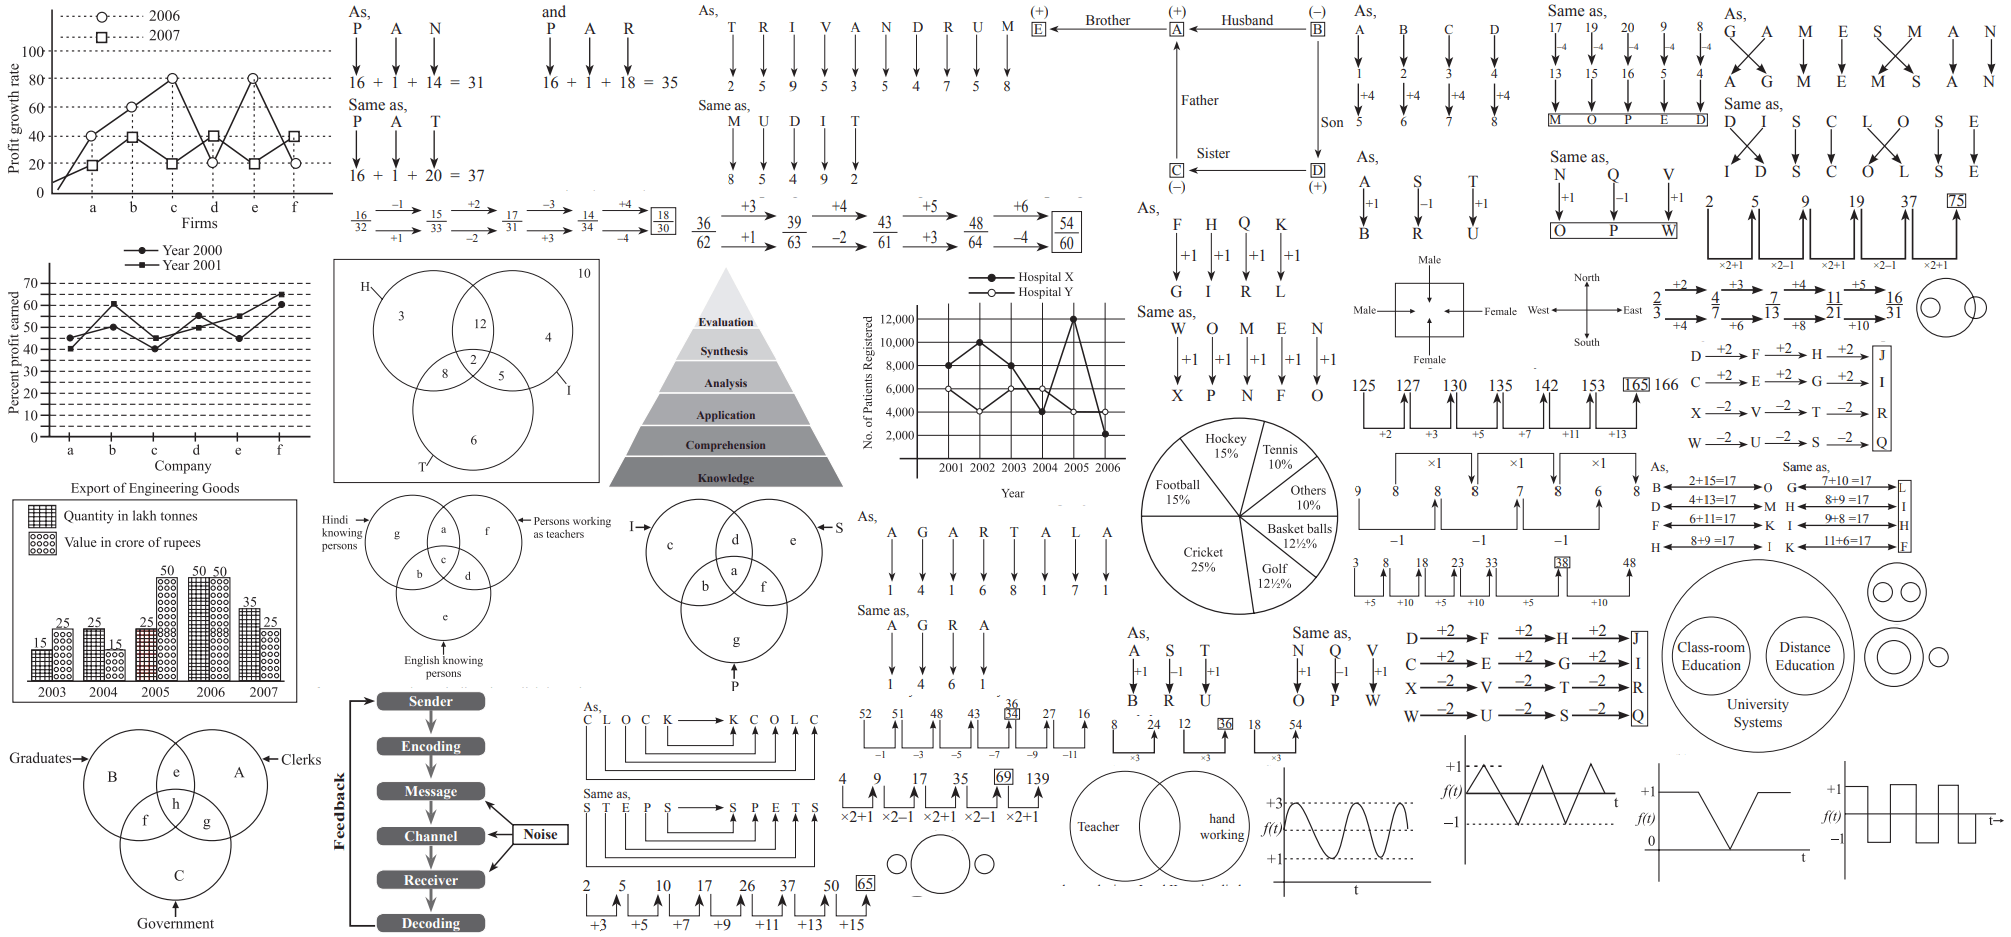 2006
2007
100
80
60
40
20
0
Profit growth rate
a b c d e f
Firms
As,
P A N
16 + 1 + 14 = 31
and
P A R
16 + 1 + 18 = 35
Same as,
P A T
16 + 1 + 20 = 37
16/32 15/33 17/31 14/34 18/30
−1 +2 −3 +4
+1 −2 +3 −4
As,
T R I V A N D R U M
2 5 9 5 3 5 4 7 5 8
Same as,
M U D I T
8 5 4 9 2
36/62 39/63 43/61 48/64 54/60
+3 +4 +5 +6
+1 −2 +3 −4
(+) (+) (−)
E Brother A Husband B
Father
Son
Sister
C D
(−) (+)
As,
A B C D
1 2 3 4
+4 +4 +4 +4
5 6 7 8
Same as,
17 19 20 9 8
−4 −4 −4 −4 −4
13 15 16 5 4
M O P E D
As,
G A M E S M A N
A G M E M S A N
Same as,
D I S C L O S E
I D S C O L S E
As,
A S T
+1 −1 +1
B R U
Same as,
N Q V
+1 −1 +1
O P W
2 5 9 19 37 75
×2+1 ×2−1 ×2+1 ×2−1 ×2+1
Year 2000
Year 2001
70
60
50
40
30
20
10
0
Percent profit earned
a b c d e f
Company
H
10
3
12
4
2
8
5
I
6
T
Evaluation
Synthesis
Analysis
Application
Comprehension
Knowledge
Hospital X
Hospital Y
12,000
10,000
8,000
6,000
4,000
2,000
No. of Patients Registered
2001 2002 2003 2004 2005 2006
Year
As,
F H Q K
+1 +1 +1 +1
G I R L
Same as,
W O M E N
+1 +1 +1 +1 +1
X P N F O
Male
Male
Female
Female
North
West
East
South
2/3 4/7 7/13 11/21 16/31
+2 +3 +4 +5
+4 +6 +8 +10
D +2 F +2 H +2 J
C +2 E +2 G +2 I
X −2 V −2 T −2 R
W −2 U −2 S −2 Q
125 127 130 135 142 153 165 166
+2 +3 +5 +7 +11 +13
×1 ×1 ×1
9 8 8 8 7 8 6 8
−1 −1 −1
As,
B 2+15=17 O
D 4+13=17 M
F 6+11=17 K
H 8+9 =17 I
Same as,
G 7+10 =17 L
H 8+9 =17 I
I 9+8 =17 H
K 11+6=17 F
3 8 18 23 33 38 48
+5 +10 +5 +10 +5 +10
Export of Engineering Goods
Quantity in lakh tonnes
Value in crore of rupees
15 25 25 15 25 50 50 50 35 25
2003 2004 2005 2006 2007
Hindi
knowing
persons
g
a
f
Persons working
as teachers
c
b
d
e
English knowing
persons
I
S
c
d
e
a
b
f
g
P
As,
A G A R T A L A
1 4 1 6 8 1 7 1
Same as,
A G R A
1 4 6 1
Hockey
15%
Tennis
10%
Football
15%
Others
10%
Basket balls
12½%
Cricket
25%
Golf
12½%
As,
A S T
+1 −1 +1
B R U
Same as,
N Q V
+1 −1 +1
O P W
D +2 F +2 H +2 J
C +2 E +2 G +2 I
X −2 V −2 T −2 R
W −2 U −2 S −2 Q
Class-room
Education
Distance
Education
University
Systems
Graduates
Clerks
B
e
A
h
f
g
C
Government
Feedback
Sender
Encoding
Message
Channel
Receiver
Decoding
Noise
As,
C L O C K K C O L C
Same as,
S T E P S S P E T S
2 5 10 17 26 37 50 65
+3 +5 +7 +9 +11 +13 +15
36
52 51 48 43 34 27 16
−1 −3 −5 −7 −9 −11
4 9 17 35 69 139
×2+1 ×2−1 ×2+1 ×2−1 ×2+1
8 24 12 36 18 54
×3 ×3 ×3
Teacher
hand
working
+3
f(t)
+1
t
+1
f(t)
−1
t
+1
f(t)
0
t
+1
f(t)
−1
t